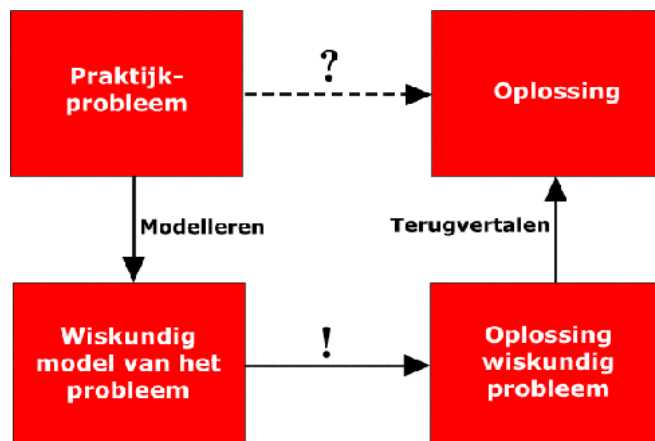 Praktijk-
probleem
?
Oplossing
Modelleren
Terugvertalen
Wiskundig
model van het
probleem
!
Oplossing
wiskundig
probleem